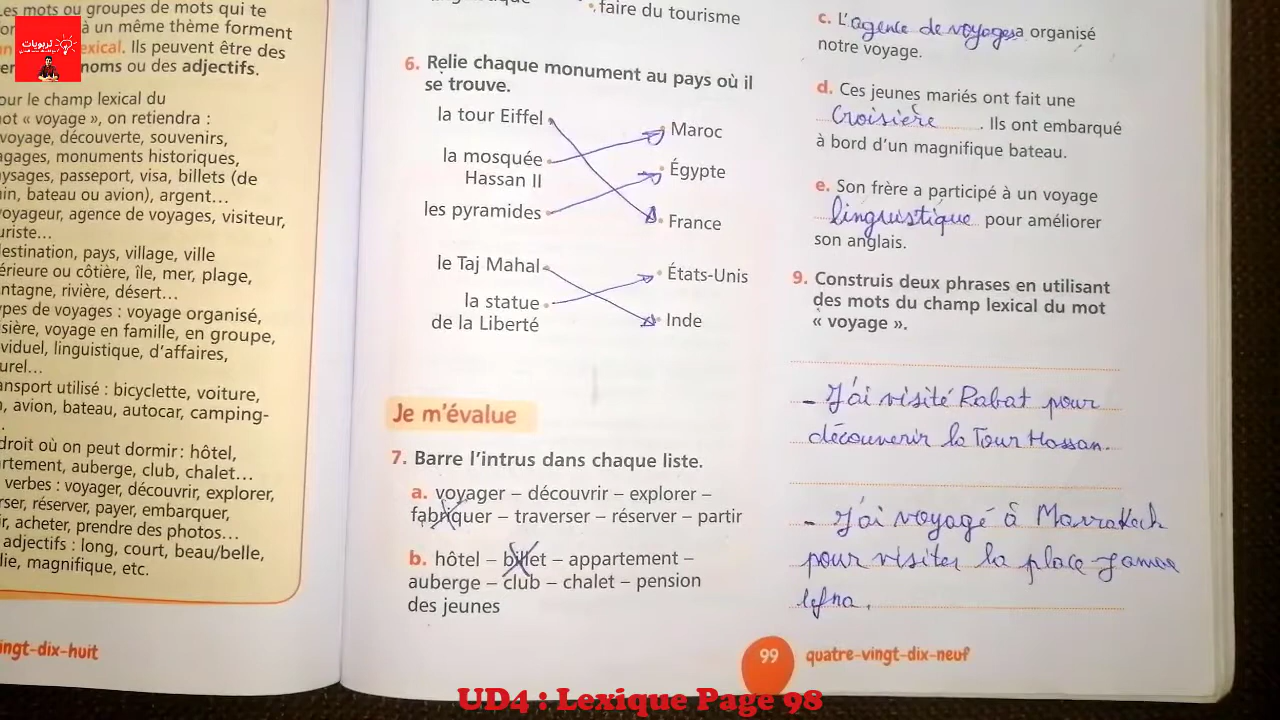 تربويات
es mots ou groupes de mots qui te
à un même thème forment
lexical. Ils peuvent être des
noms ou des adjectifs.
our le champ lexical du
not « voyage », on retiendra :
voyage, découverte, souvenirs,
agages, monuments historiques,
ysages, passeport, visa, billets (de
in, bateau ou avion), argent...
voyageur, agence de voyages, visiteur,
uriste...
destination, pays, village, ville
érieure ou côtière, île, mer, plage,
ntagne, rivière, désert...
ypes de voyages : voyage organisé,
isière, voyage en famille, en groupe,
viduel, linguistique, d'affaires,
urel...
ansport utilisé : bicyclette, voiture,
n, avion, bateau, autocar, camping-
droit où on peut dormir : hôtel,
artement, auberge, club, chalet...
verbes : voyager, découvrir, explorer,
rser, réserver, payer, embarquer,
ir, acheter, prendre des photos...
adjectifs : long, court, beau/belle,
lie, magnifique, etc.
ingt-dix-huit
faire du tourisme
6. Relie chaque monument au pays où il
se trouve.
la tour Eiffel
Maroc
la mosquée
Hassan II
Égypte
les pyramides
France
le Taj Mahal
États-Unis
la statue
de la Liberté
Inde
Je m'évalue
7. Barre l'intrus dans chaque liste.
a. voyager – découvrir – explorer –
fabriquer – traverser – réserver – partir
b. hôtel – billet – appartement –
auberge – club – chalet – pension
des jeunes
c. L'agence de voyages a organisé
notre voyage.
d. Ces jeunes mariés ont fait une
Croisière. Ils ont embarqué
à bord d'un magnifique bateau.
e. Son frère a participé à un voyage
linguistique pour améliorer
son anglais.
9. Construis deux phrases en utilisant
des mots du champ lexical du mot
« voyage ».
- J'ai visité Rabat pour
découvrir la Tour Hassan.
- J'ai voyagé à Marrakech
pour visiter la place Jamaa
lefna.
99 quatre-vingt-dix-neuf
UD4 : Lexique Page 98